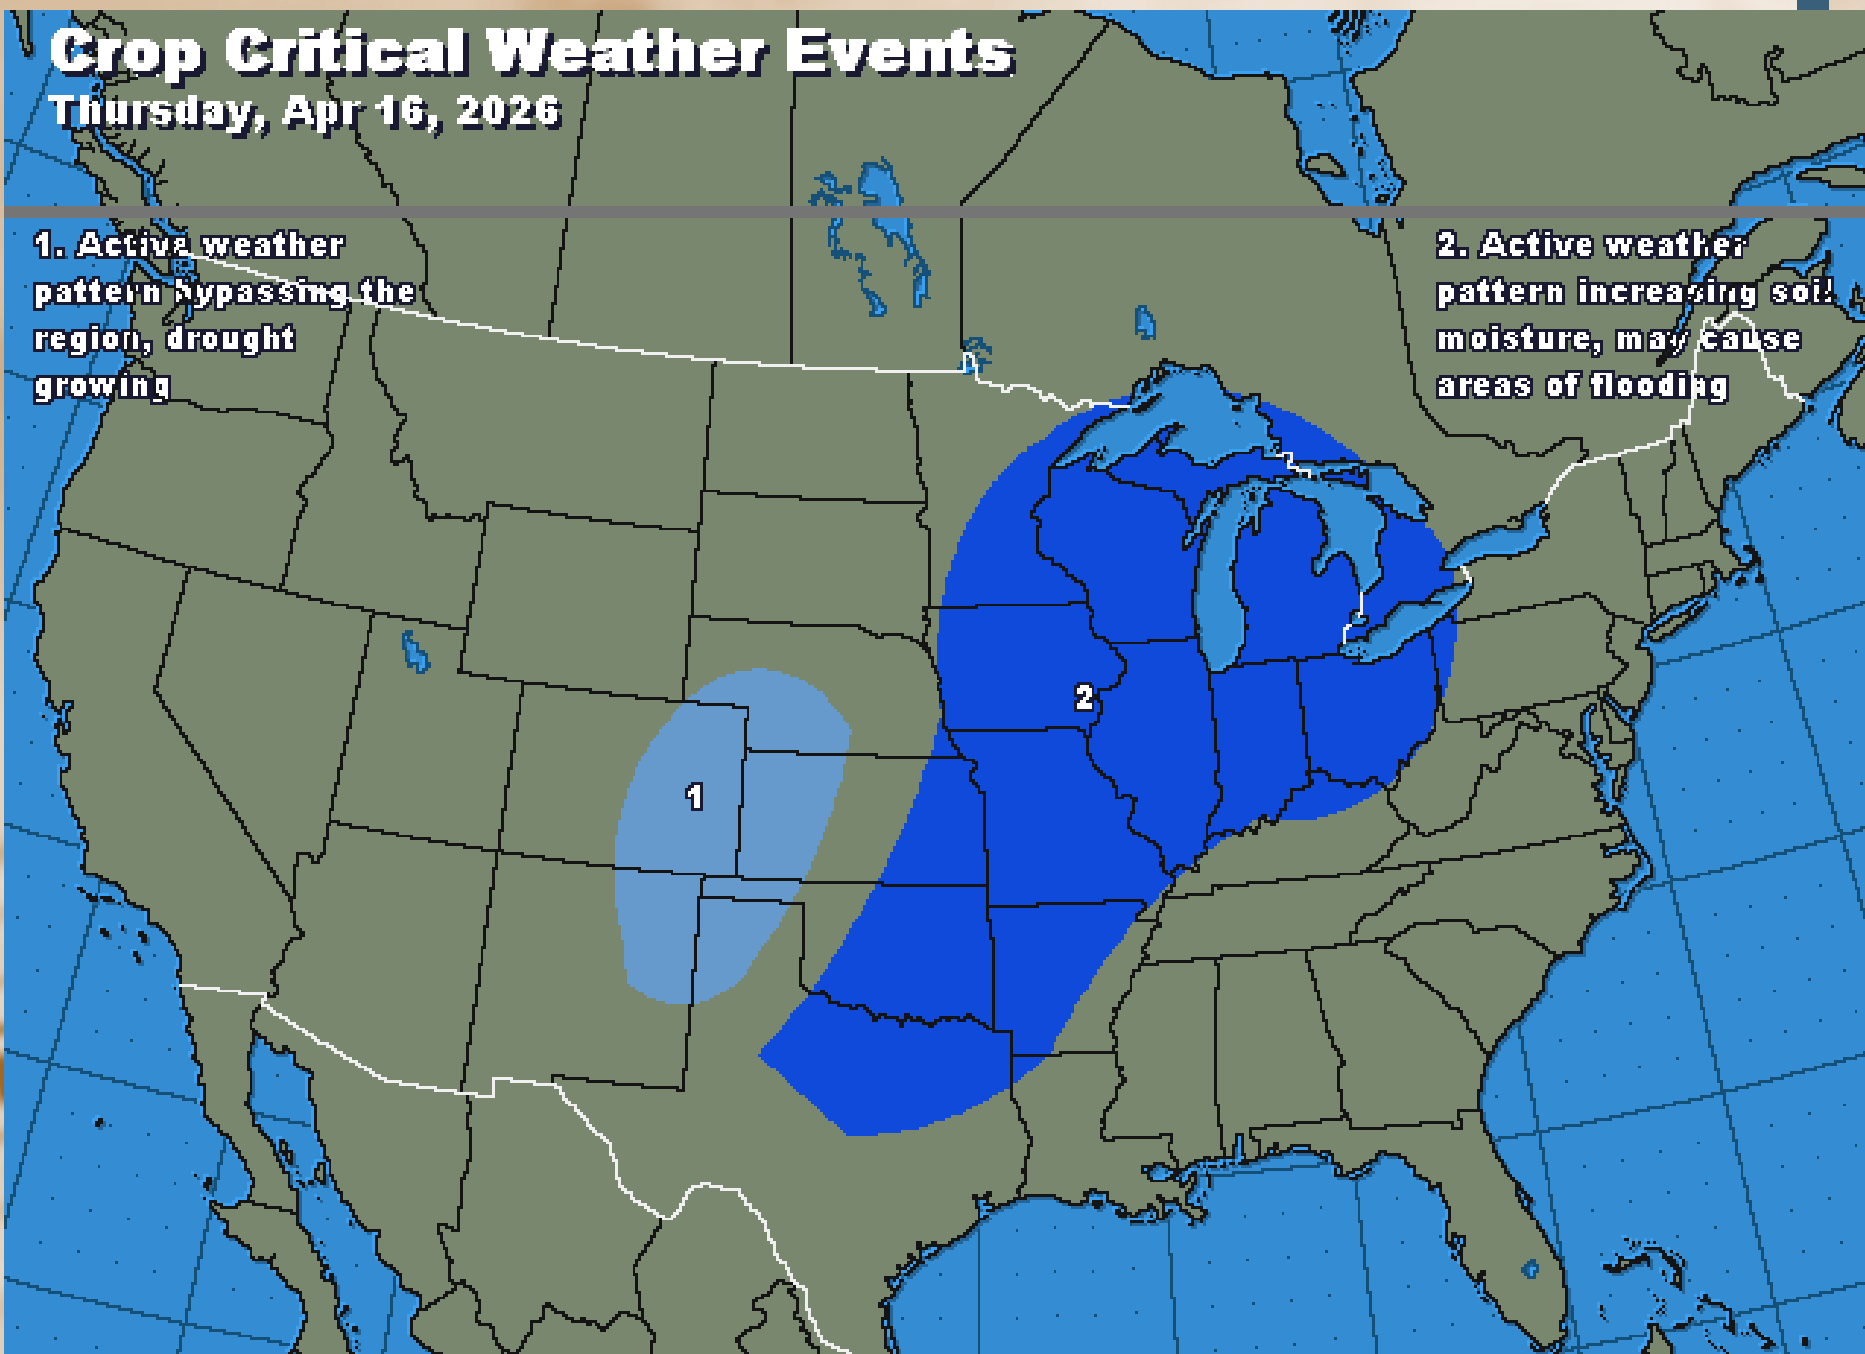 Crop Critical Weather Events
Thursday, Apr 16, 2026
1. Active weather
pattern bypassing the
region, drought
growing
2. Active weather
pattern increasing soil
moisture, may cause
areas of flooding
1
2